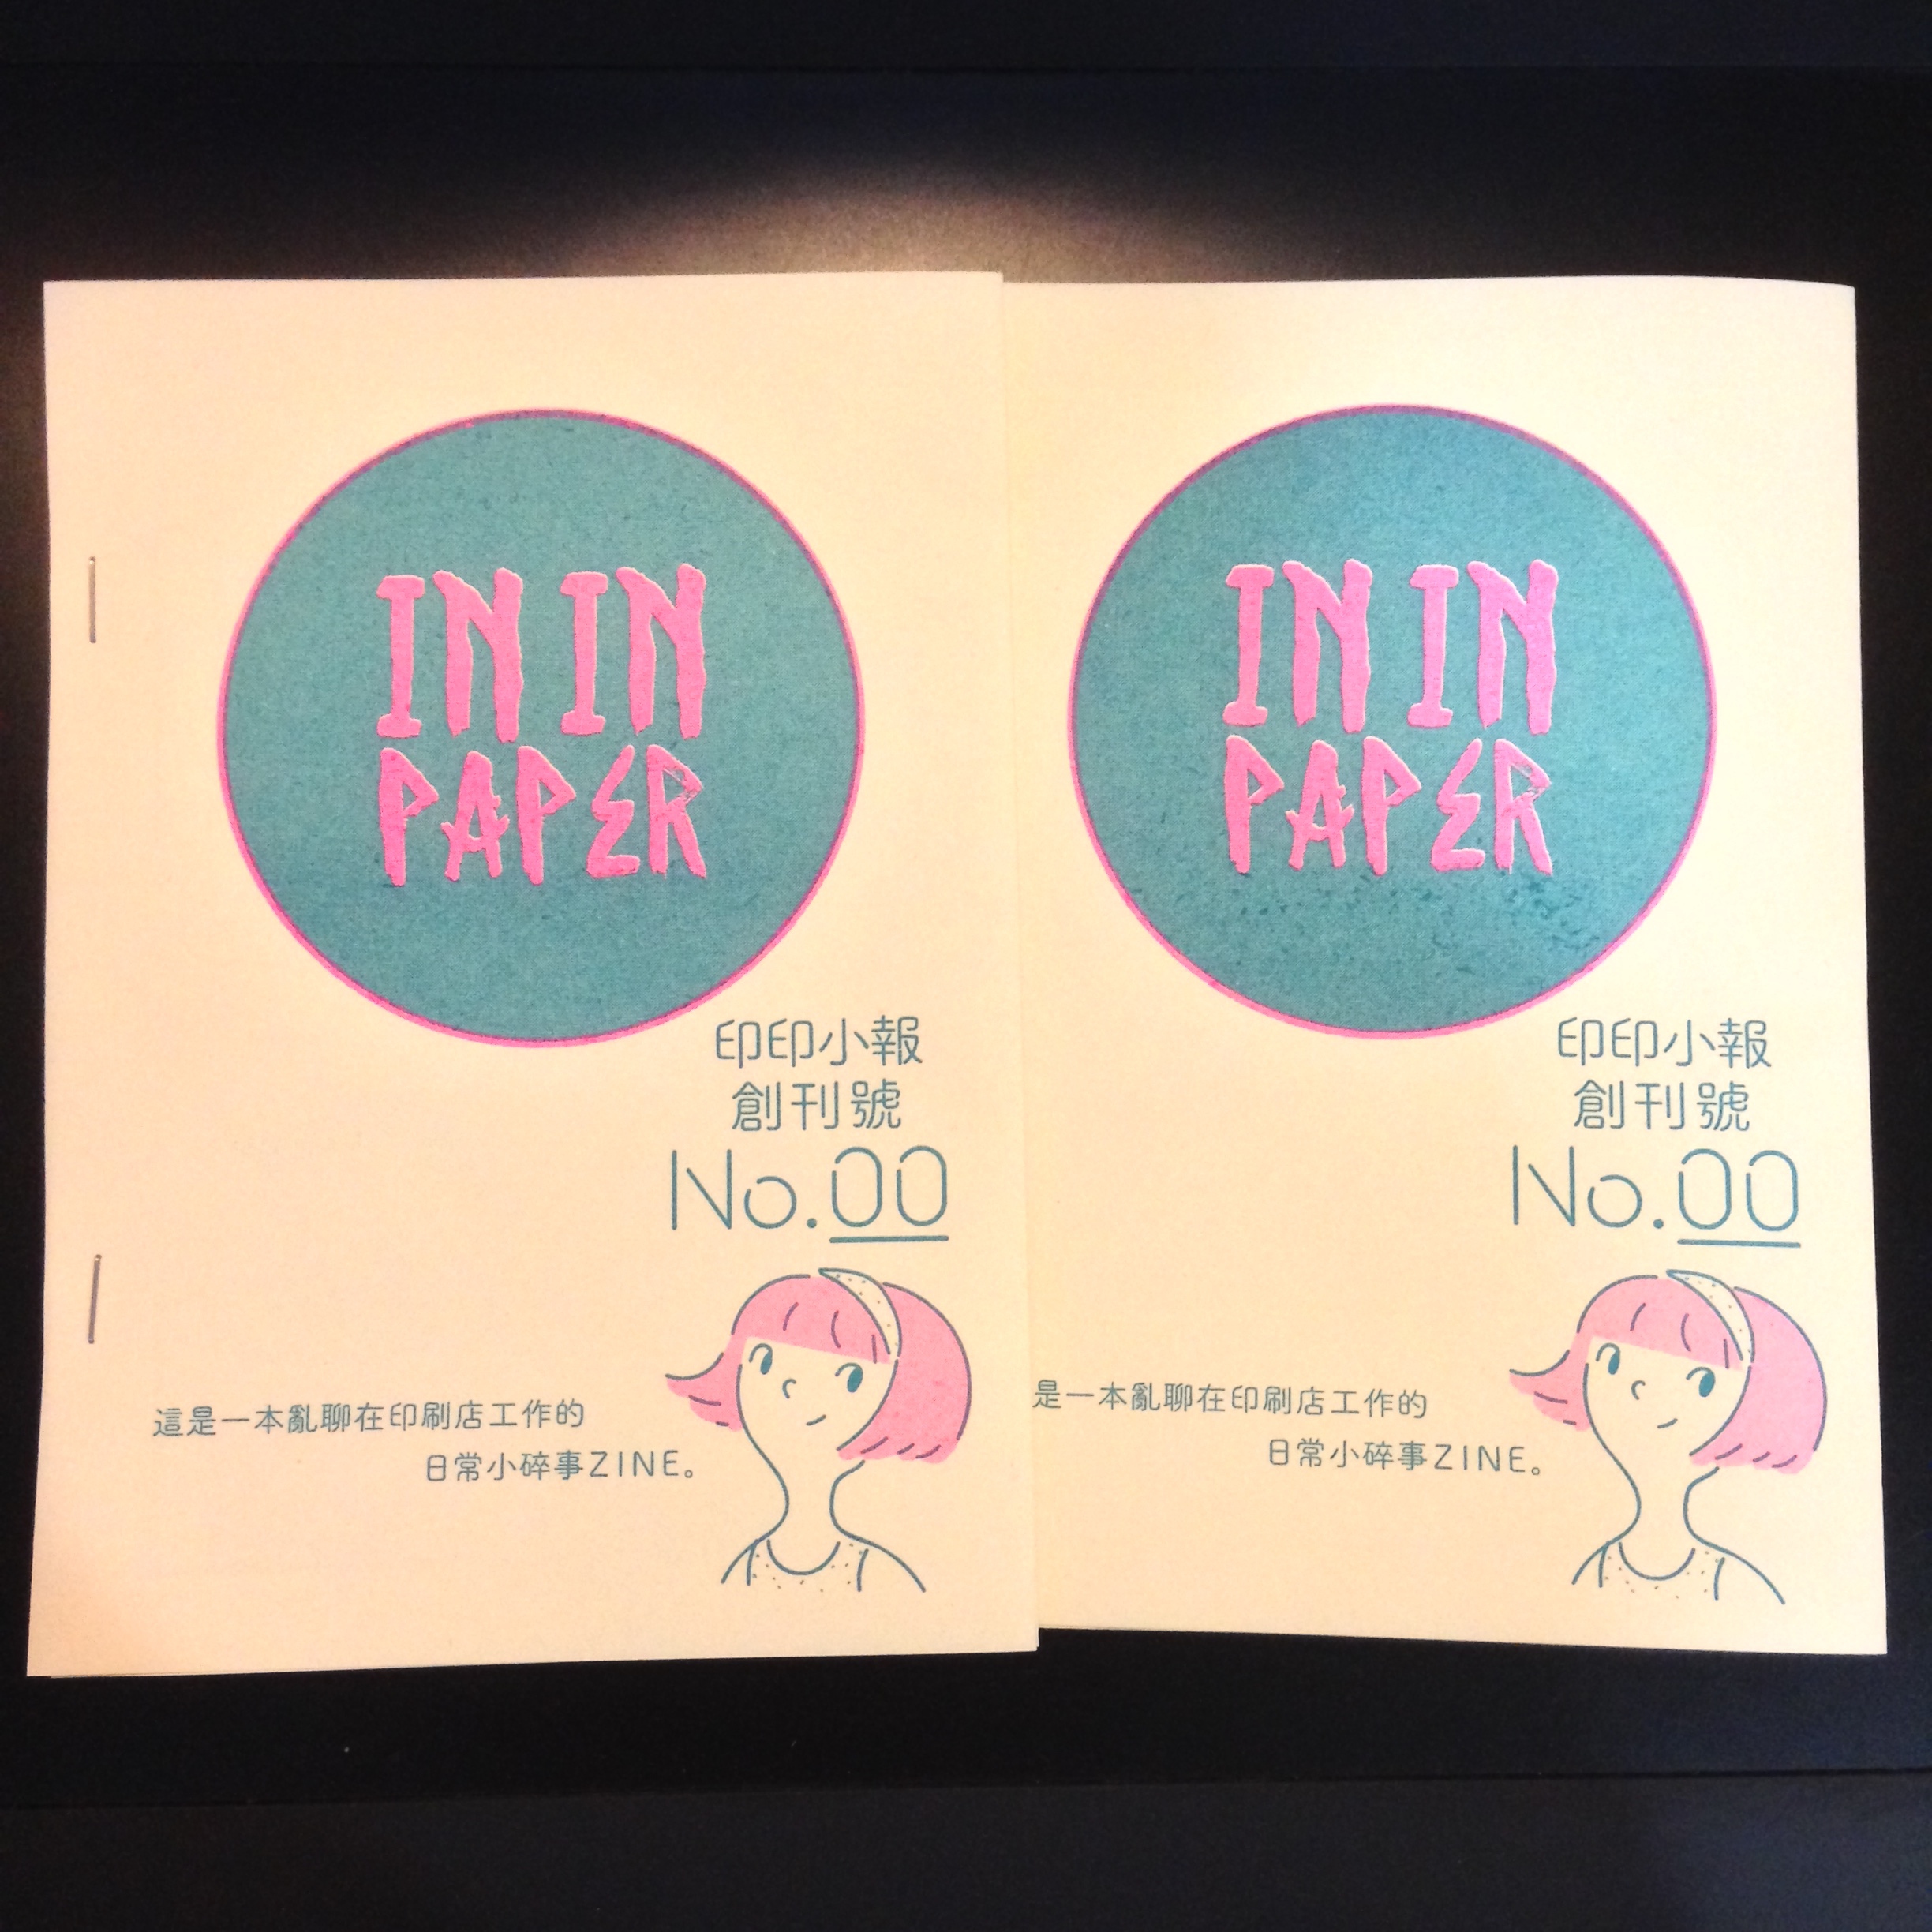 IN IN
PAPER
印印小報
創刊號
No.00
這是一本亂聊在印刷店工作的
日常小碎事ZINE。
IN IN
PAPER
印印小報
創刊號
No.00
是一本亂聊在印刷店工作的
日常小碎事ZINE。